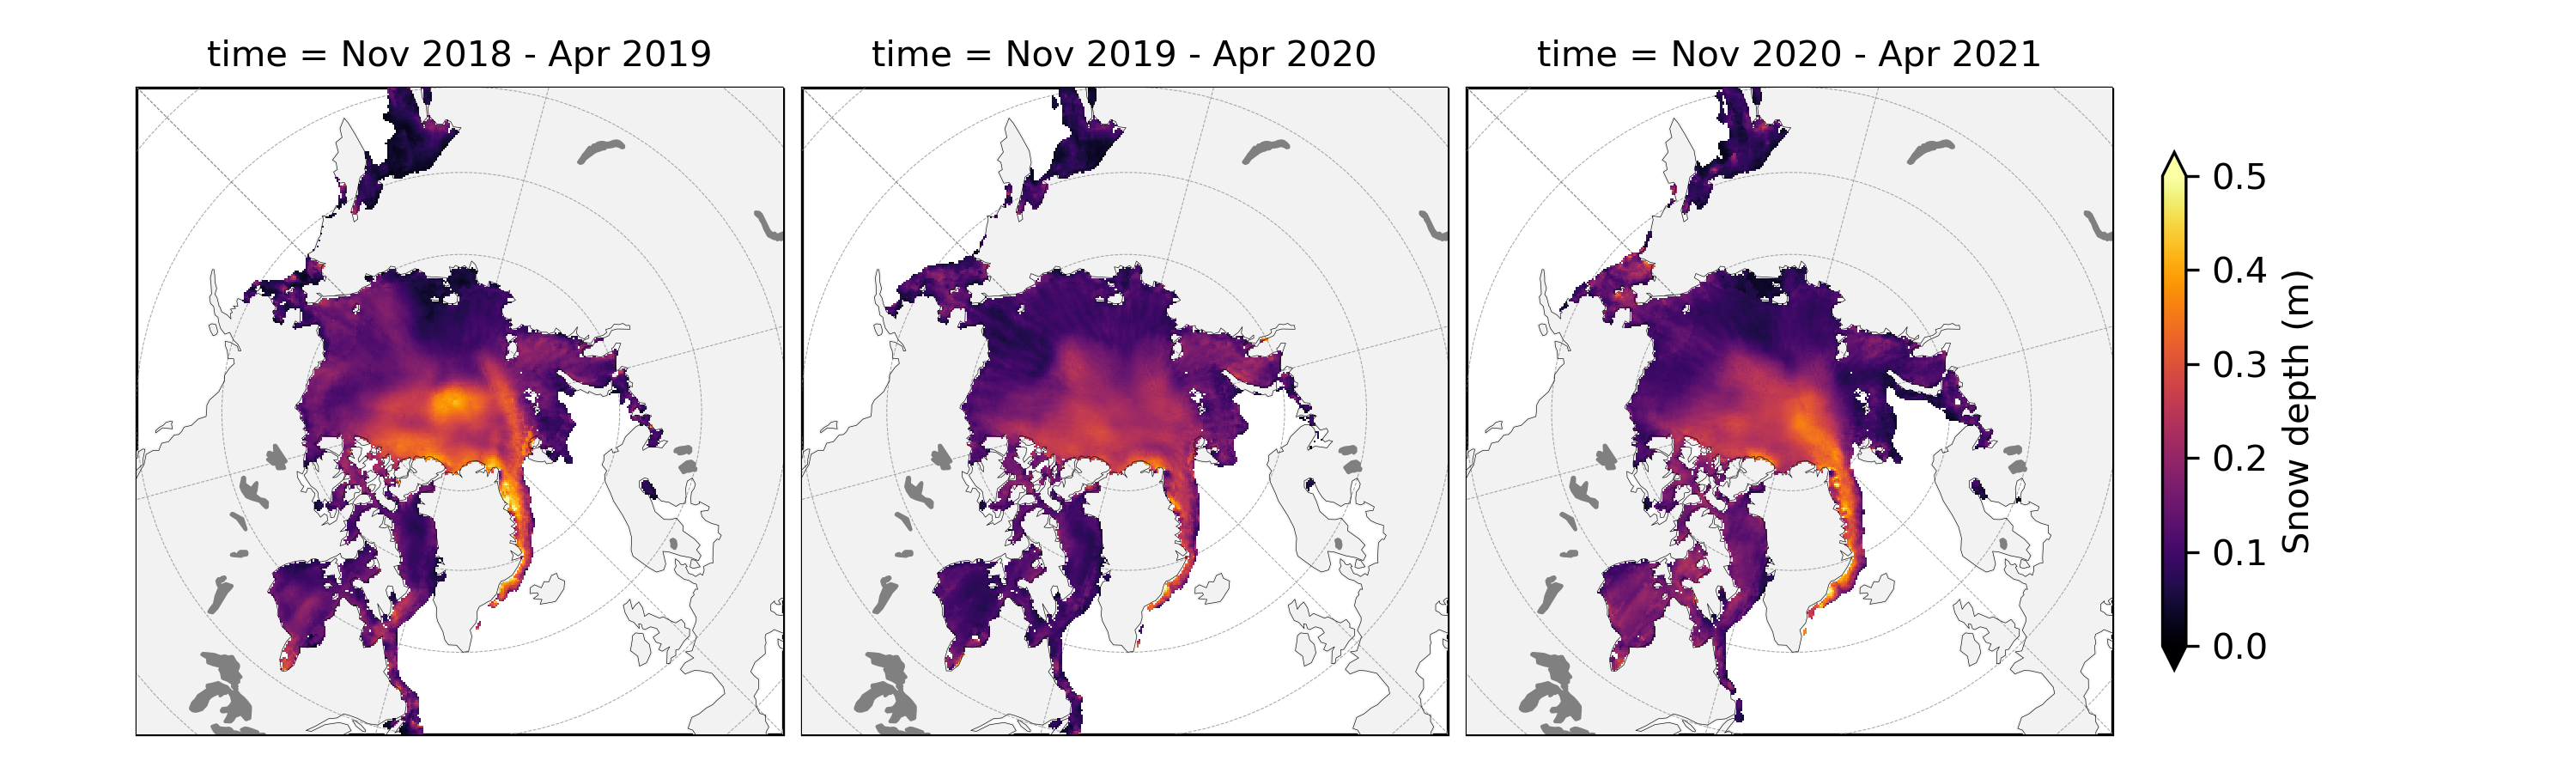 time = Nov 2018 - Apr 2019
time = Nov 2019 - Apr 2020
time = Nov 2020 - Apr 2021
0.5
0.4
0.3
0.2
0.1
0.0
Snow depth (m)